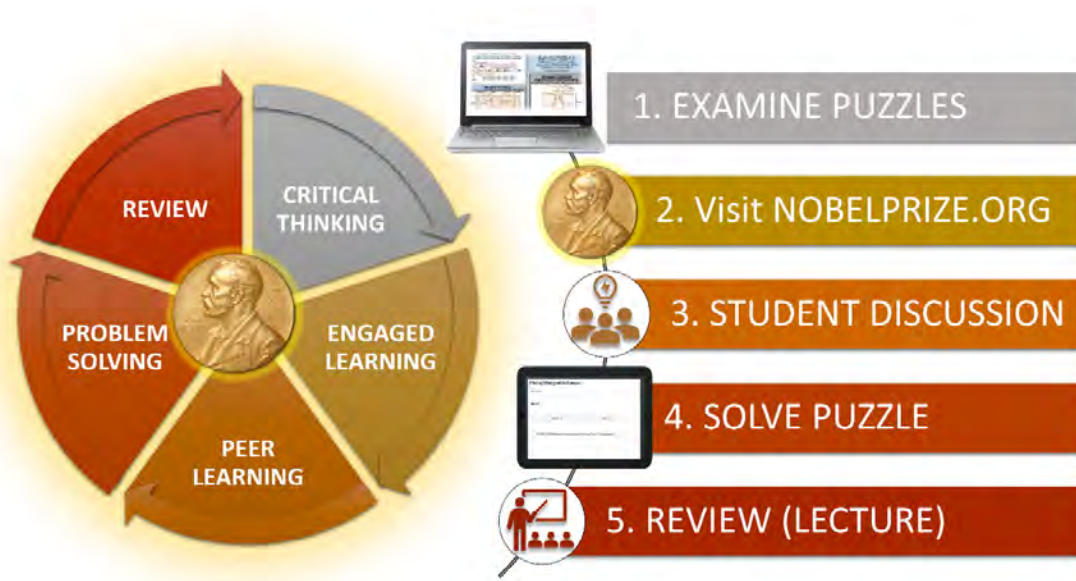 REVIEW
CRITICAL
THINKING
PROBLEM
SOLVING
ENGAGED
LEARNING
PEER
LEARNING
1. EXAMINE PUZZLES
2. Visit NOBELPRIZE.ORG
3. STUDENT DISCUSSION
4. SOLVE PUZZLE
5. REVIEW (LECTURE)